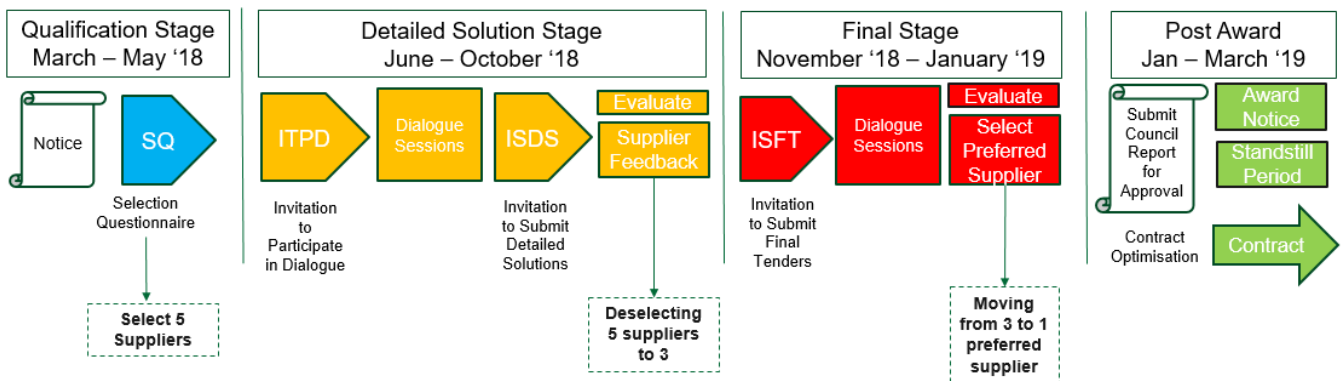 Qualification Stage
March – May ‘18
Notice
SQ
Selection
Questionnaire
Select 5
Suppliers
Detailed Solution Stage
June – October ‘18
ITPD
Invitation
to
Participate
in Dialogue
Dialogue
Sessions
ISDS
Invitation
to Submit
Detailed
Solutions
Evaluate
Supplier
Feedback
Deselecting
5 suppliers
to 3
Final Stage
November ‘18 – January ‘19
ISFT
Invitation
to Submit
Final
Tenders
Dialogue
Sessions
Evaluate
Select
Preferred
Supplier
Moving
from 3 to 1
preferred
supplier
Post Award
Jan – March ‘19
Submit
Council
Report
for
Approval
Award
Notice
Standstill
Period
Contract
Optimisation
Contract